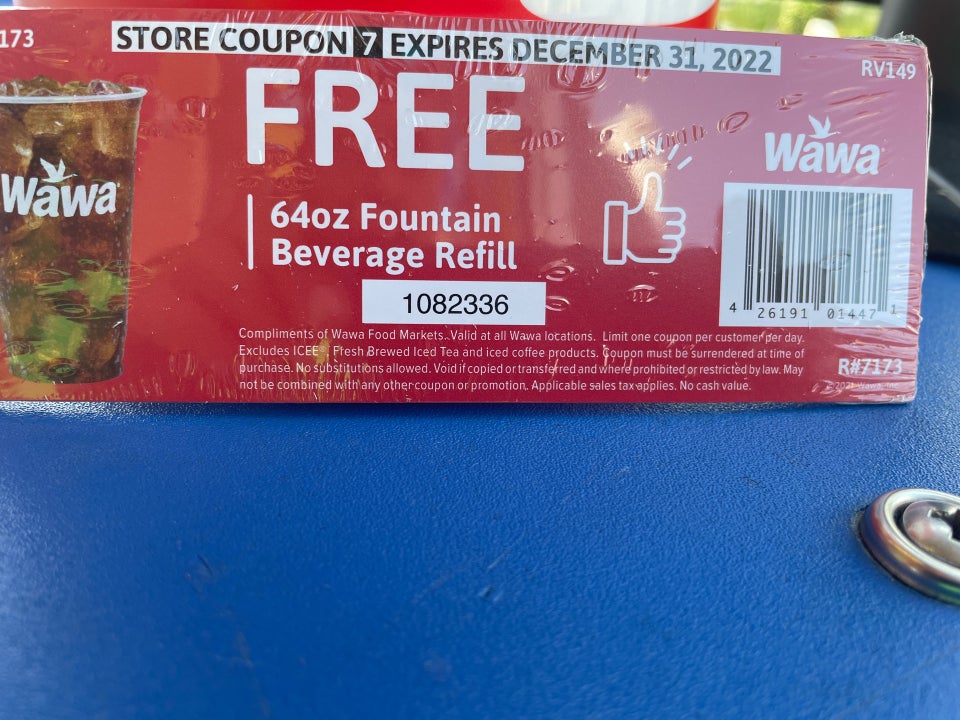 173
STORE COUPON 7 EXPIRES DECEMBER 31, 2022
RV149
FREE
Wawa
Wawa
64oz Fountain
Beverage Refill
1082336
4 26191 01447 1
Compliments of Wawa Food Markets. Valid at all Wawa locations. Limit one coupon per customer per day.
Excludes ICEE®, Fresh Brewed Iced Tea and iced coffee products. Coupon must be surrendered at time of
purchase. No substitutions allowed. Void if copied or transferred and where prohibited or restricted by law. May
not be combined with any other coupon or promotion. Applicable sales tax applies. No cash value.
R#7173
©2021 Wawa, Inc.